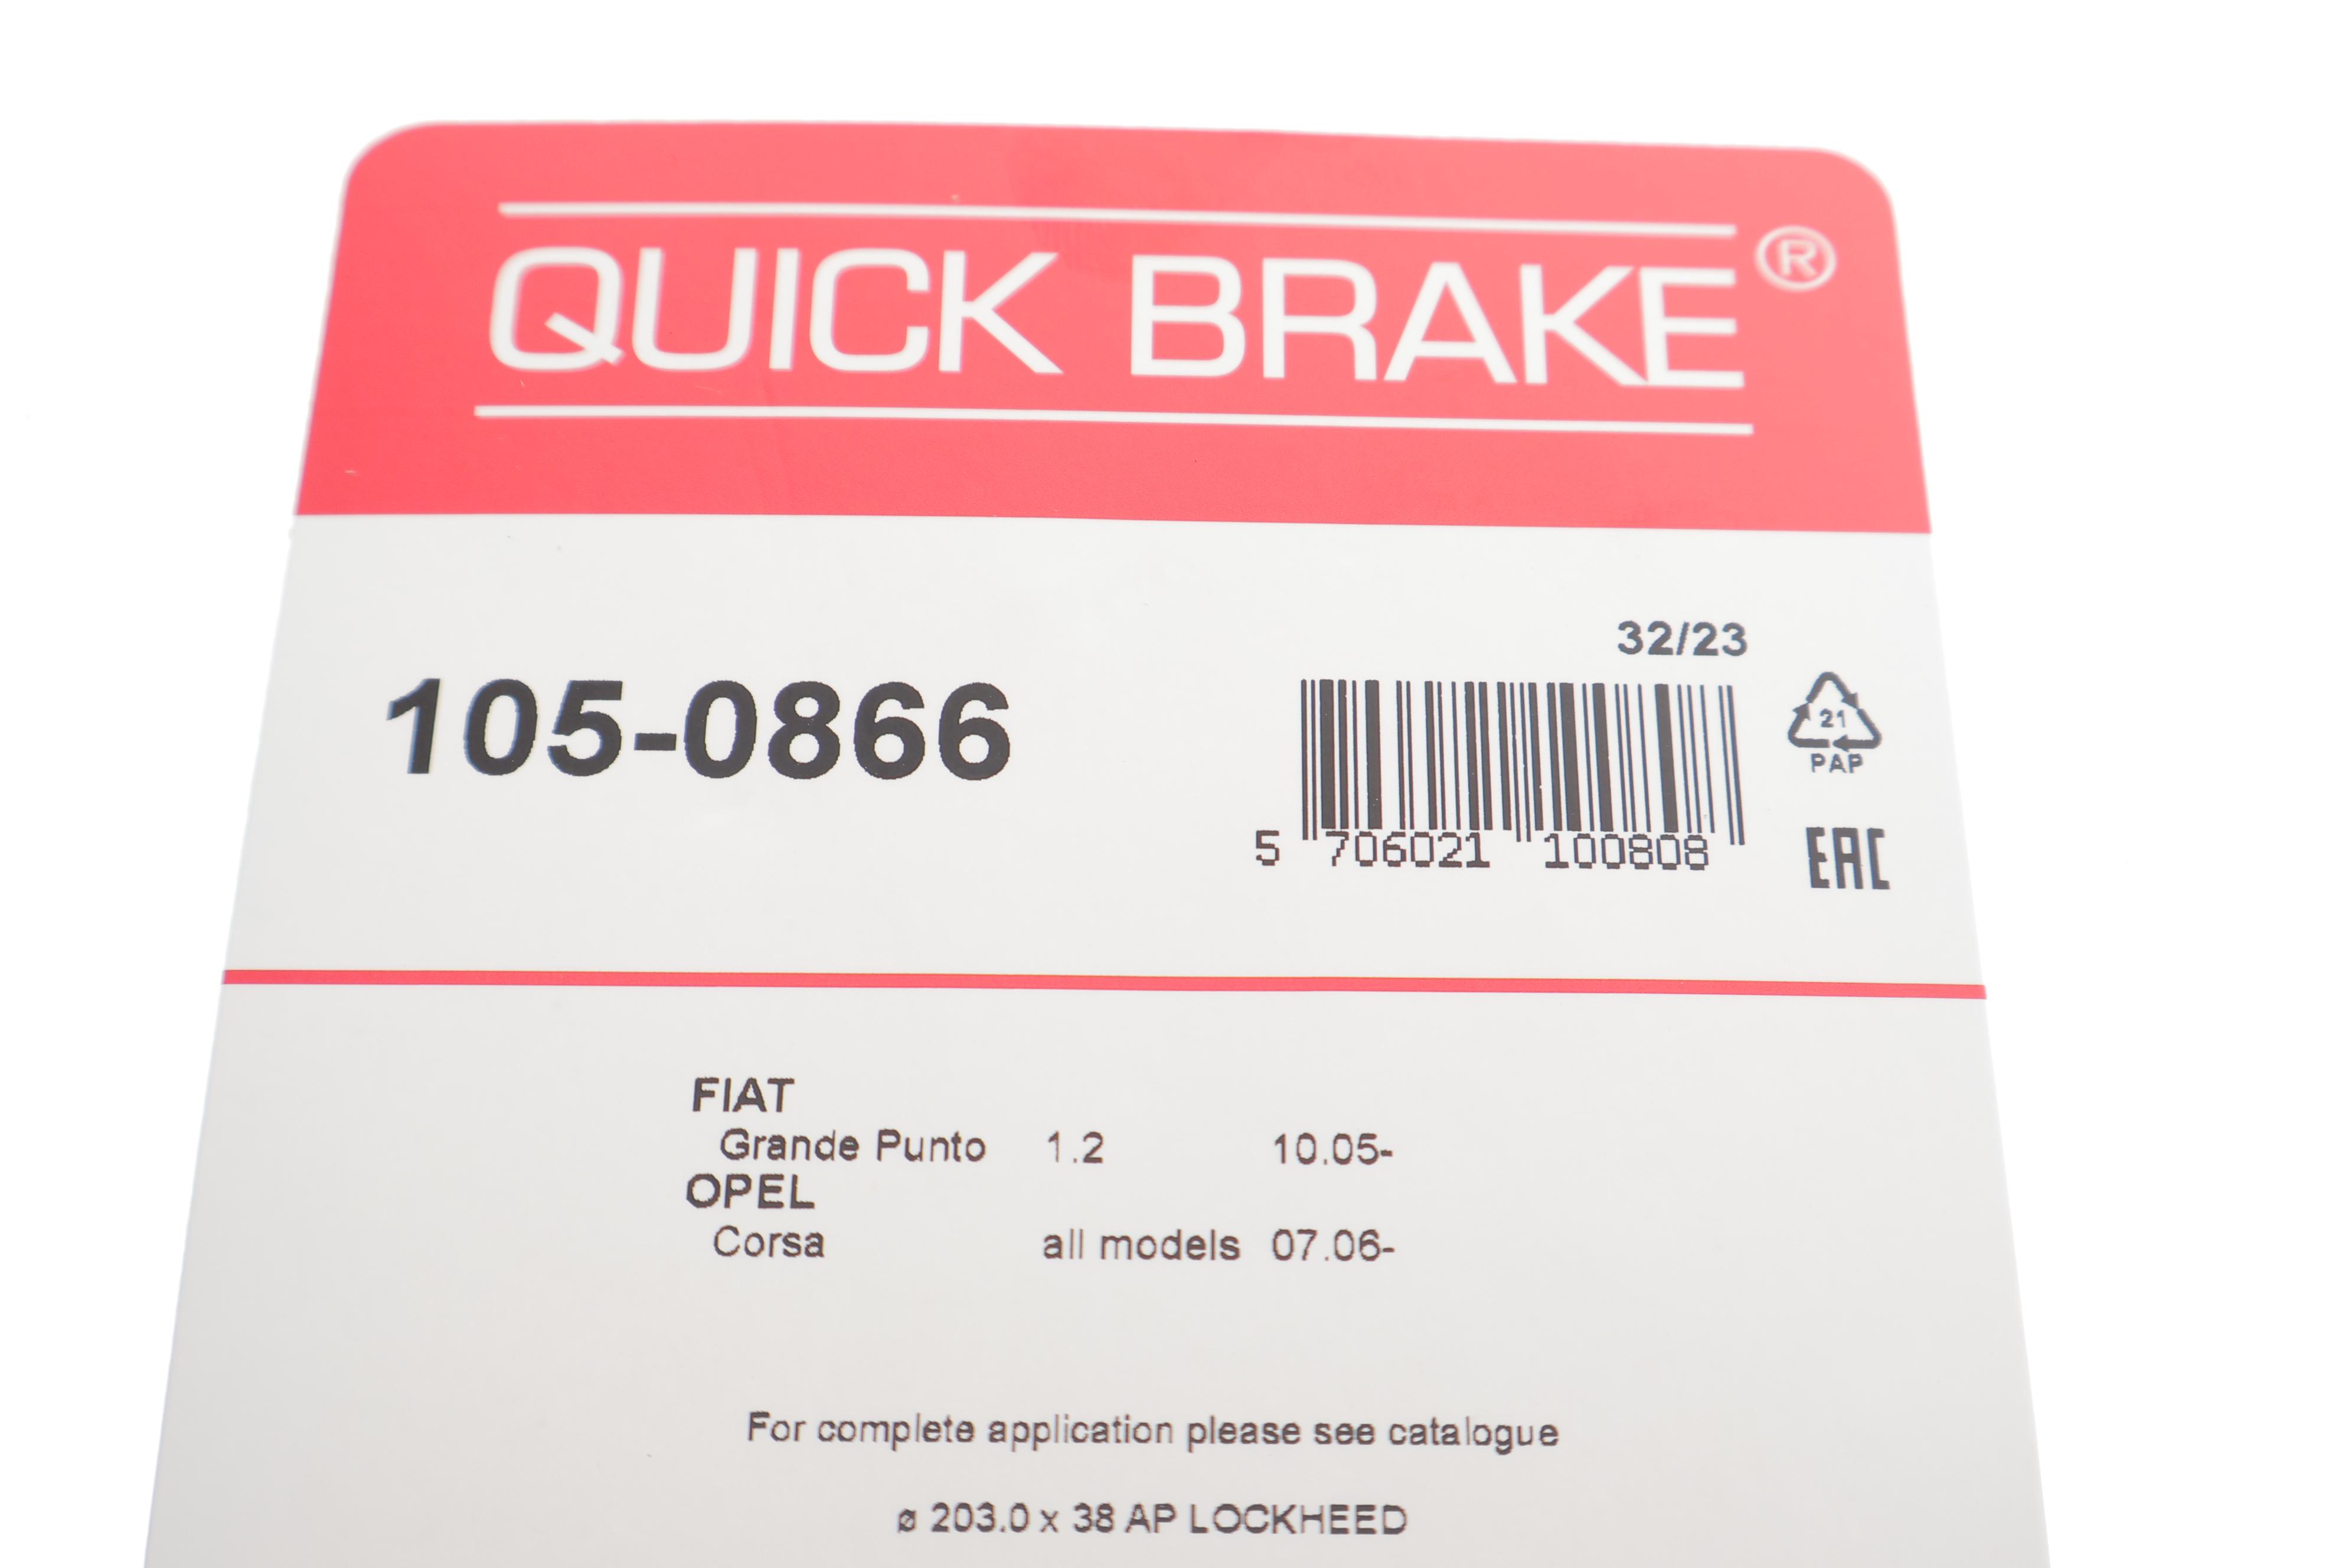 QUICK BRAKE®
32/23
105-0866
21
PAP
5 706021 100808
EAC
FIAT
Grande Punto 1.2 10.05-
OPEL
Corsa all models 07.06-
For complete application please see catalogue
ø 203.0 x 38 AP LOCKHEED